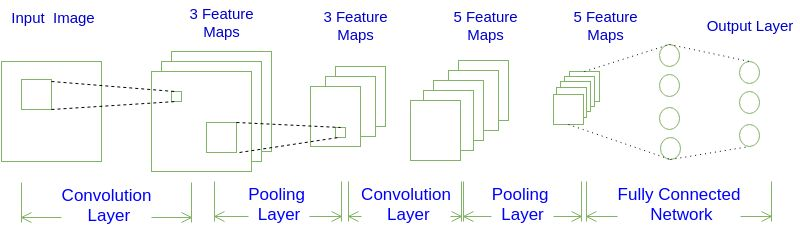 Input Image
3 Feature
Maps
3 Feature
Maps
5 Feature
Maps
5 Feature
Maps
Output Layer
Convolution
Layer
Pooling
Layer
Convolution
Layer
Pooling
Layer
Fully Connected
Network